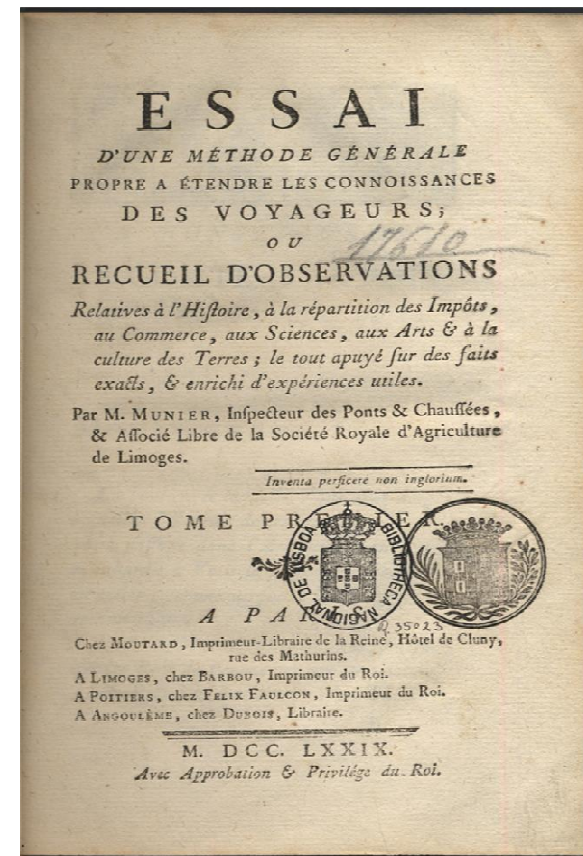 ESSAI
D'UNE MÉTHODE GÉNÉRALE
PROPRE A ÉTENDRE LES CONNOISSANCES
DES VOYAGEURS;
OU
17610
RECUEIL D'OBSERVATIONS
Relatives à l'Hiſtoire, à la répartition des Impôts,
au Commerce, aux Sciences, aux Arts & à la
culture des Terres; le tout apuyé ſur des faits
exacts, & enrichi d'expériences utiles.
Par M. MUNIER, Inſpecteur des Ponts & Chauſſées,
& Aſſocié Libre de la Société Royale d'Agriculture
de Limoges.
Inventa perficere non inglorium.
TOME PREMIER
BIBLIOTHECA NACIONAL DE LISBOA
A PARIS
35023
Chez MOUTARD, Imprimeur-Libraire de la Reine, Hôtel de Cluny,
rue des Mathurins.
A LIMOGES, chez BARBOU, Imprimeur du Roi.
A POITIERS, chez FELIX FAULCON, Imprimeur du Roi.
A ANGOULÊME, chez DUBOIS, Libraire.
M. DCC. LXXIX.
Avec Approbation & Privilége du Roi.